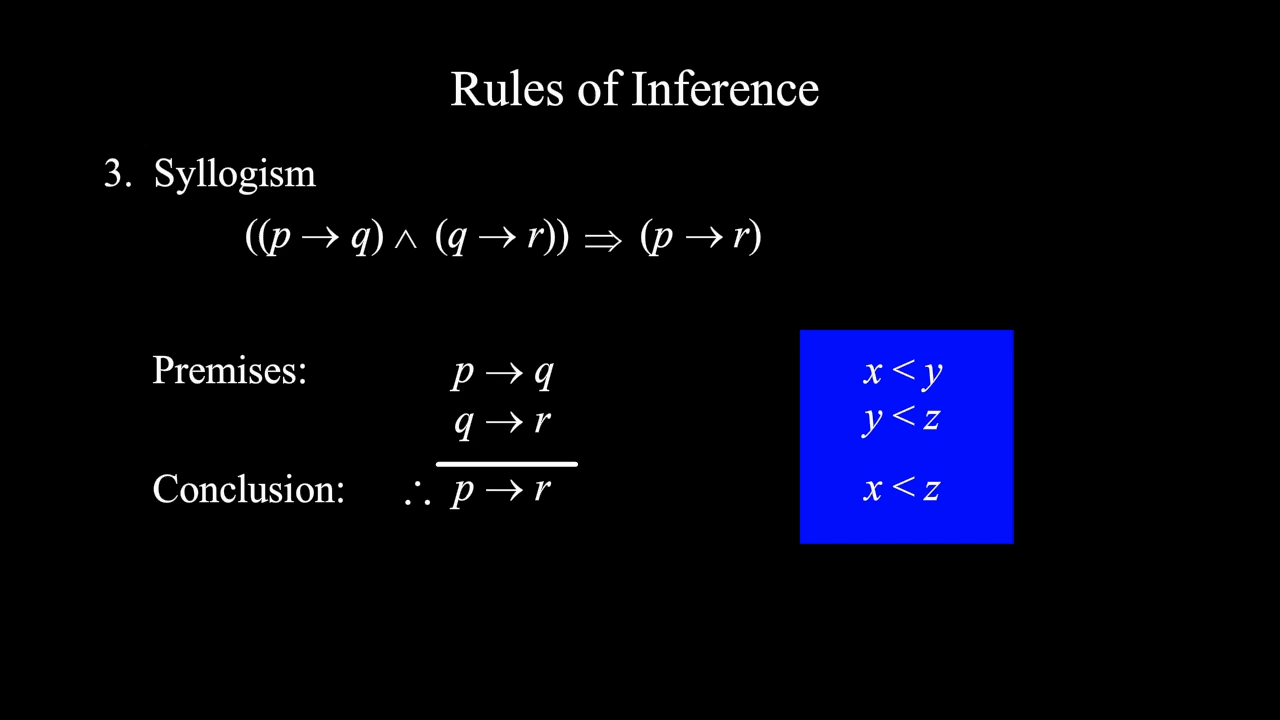 Rules of Inference
3. Syllogism
((p → q) ∧ (q → r)) ⇒ (p → r)
Premises: p → q
q → r
Conclusion: ∴ p → r
x < y
y < z
x < z